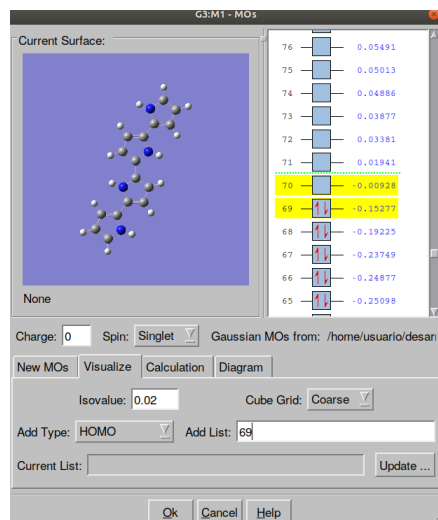 G3:M1 - MOs
Current Surface:
None
76 0.05491
75 0.05013
74 0.04886
73 0.03877
72 0.03381
71 0.01941
70 -0.00928
69 -0.15277
68 -0.19225
67 -0.23749
66 -0.24877
65 -0.25098
Charge: 0 Spin: Singlet Gaussian MOs from: /home/usuario/desarr
New MOs Visualize Calculation Diagram
Isovalue: 0.02 Cube Grid: Coarse
Add Type: HOMO Add List: 69
Current List: Update ...
Ok Cancel Help